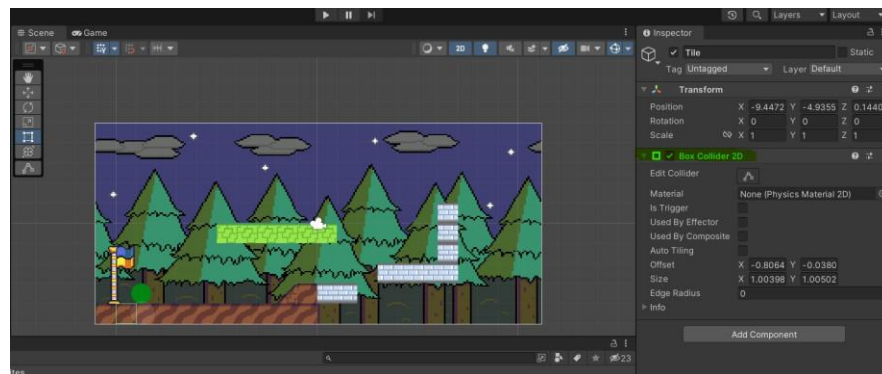 Layers Layout
Scene Game
Inspector
2D
Tile Static
Tag Untagged Layer Default
Transform
Position X -9.4472 Y -4.9355 Z 0.1440
Rotation X 0 Y 0 Z 0
Scale X 1 Y 1 Z 1
Box Collider 2D
Edit Collider
Material None (Physics Material 2D)
Is Trigger
Used By Effector
Used By Composite
Auto Tiling
Offset X -0.8064 Y -0.0380
Size X 1.00398 Y 1.00502
Edge Radius 0
Info
Add Component
23